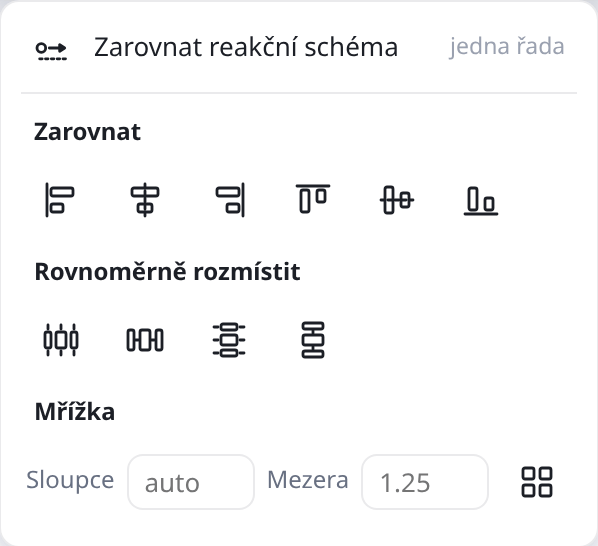 Zarovnat reakční schéma jedna řada
Zarovnat
Rovnoměrně rozmístit
Mřížka
Sloupce auto Mezera 1.25